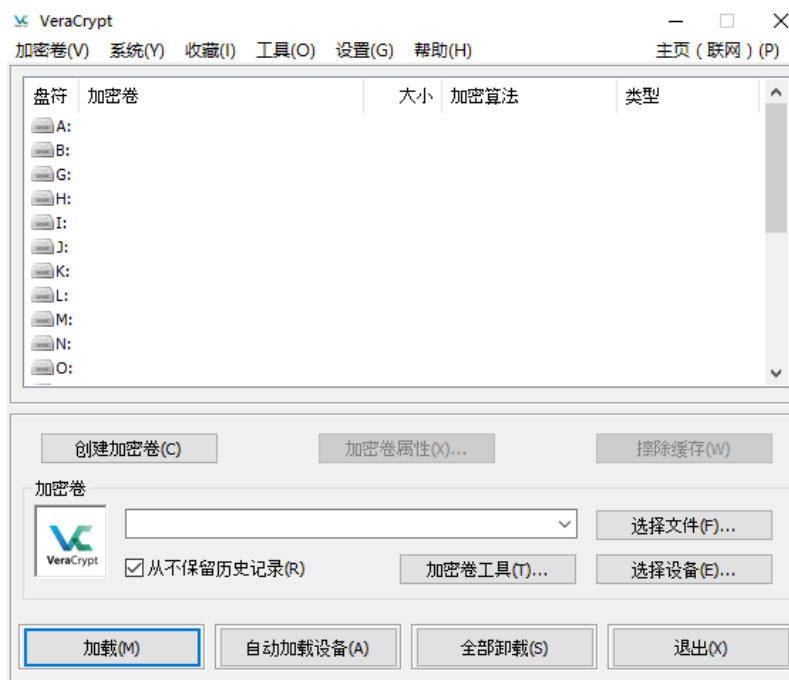 VeraCrypt
加密卷(V) 系统(Y) 收藏(I) 工具(O) 设置(G) 帮助(H) 主页 ( 联网 ) (P)
盘符 加密卷 大小 加密算法 类型
A:
B:
G:
H:
I:
J:
K:
L:
M:
N:
O:
创建加密卷(C) 加密卷属性(X)... 擦除缓存(W)
加密卷
选择文件(F)...
VeraCrypt
从不保留历史记录(R) 加密卷工具(T)... 选择设备(E)...
加载(M) 自动加载设备(A) 全部卸载(S) 退出(X)